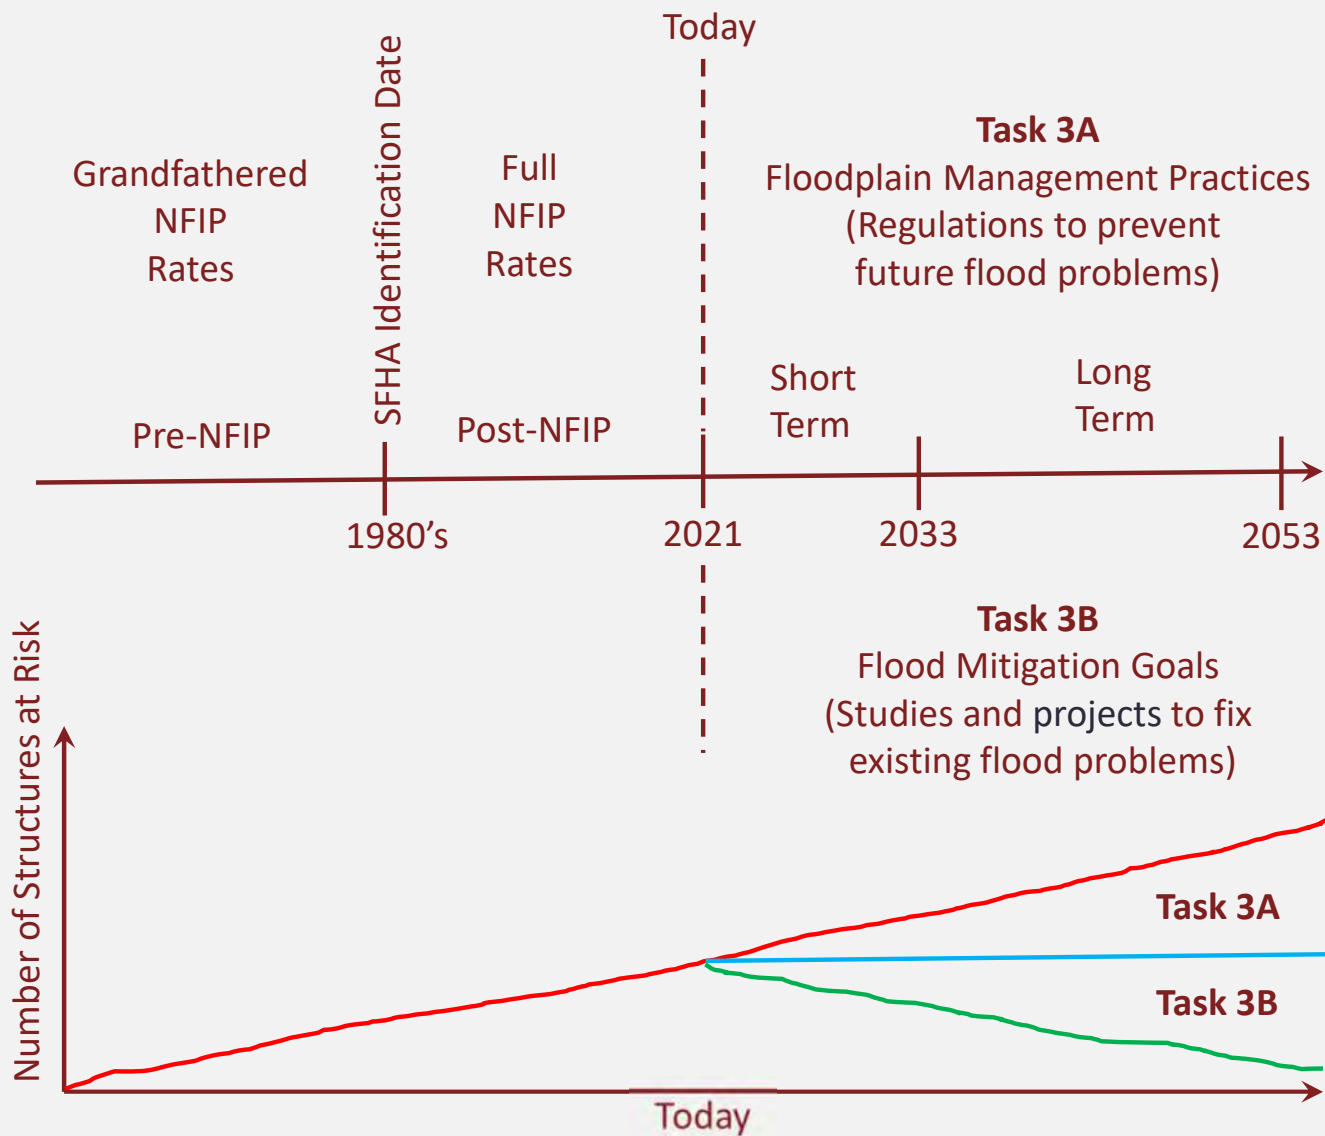 Today
SFHA Identification Date
Grandfathered
NFIP
Rates
Full
NFIP
Rates
Task 3A
Floodplain Management Practices
(Regulations to prevent
future flood problems)
Short
Term
Long
Term
Pre-NFIP
Post-NFIP
1980’s
2021
2033
2053
Task 3B
Flood Mitigation Goals
(Studies and projects to fix
existing flood problems)
Number of Structures at Risk
Task 3A
Task 3B
Today